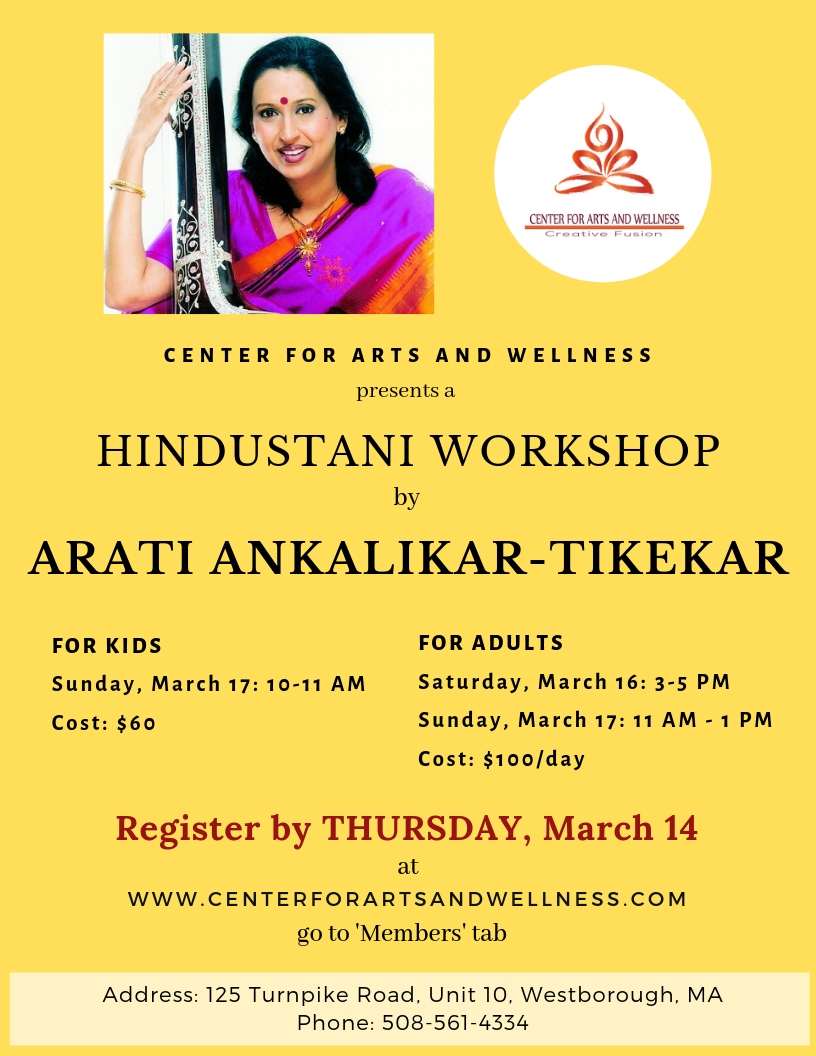 CENTER FOR ARTS AND WELLNESS
Creative Fusion
CENTER FOR ARTS AND WELLNESS
presents a
HINDUSTANI WORKSHOP
by
ARATI ANKALIKAR-TIKEKAR
FOR KIDS
Sunday, March 17: 10-11 AM
Cost: $60
FOR ADULTS
Saturday, March 16: 3-5 PM
Sunday, March 17: 11 AM - 1 PM
Cost: $100/day
Register by THURSDAY, March 14
at
WWW.CENTERFORARTSANDWELLNESS.COM
go to 'Members' tab
Address: 125 Turnpike Road, Unit 10, Westborough, MA
Phone: 508-561-4334